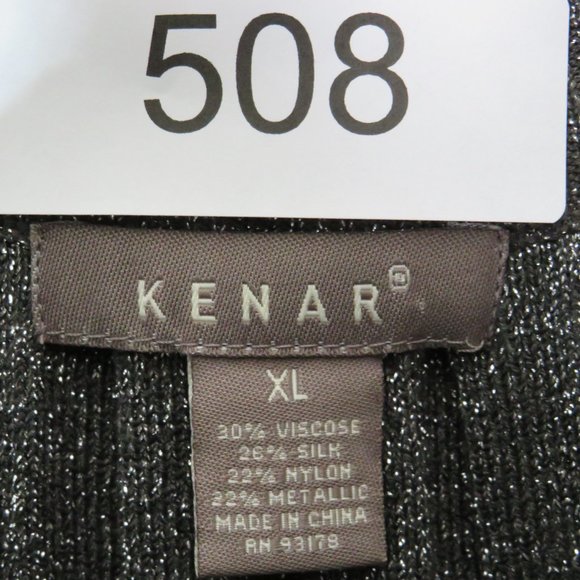 508
KENAR®
XL
30% VISCOSE
26% SILK
22% NYLON
22% METALLIC
MADE IN CHINA
RN 93178